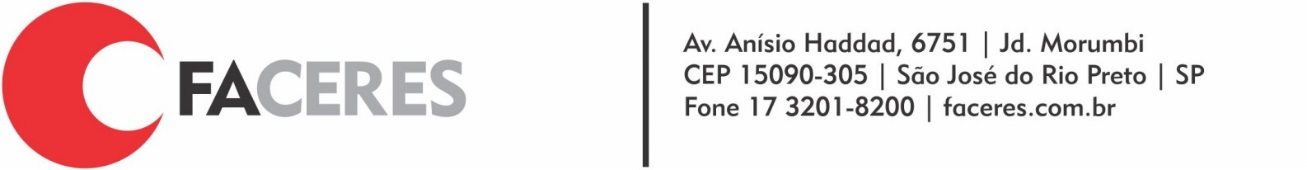 FACERES
Av. Anísio Haddad, 6751 | Jd. Morumbi
CEP 15090-305 | São José do Rio Preto | SP
Fone 17 3201-8200 | faceres.com.br